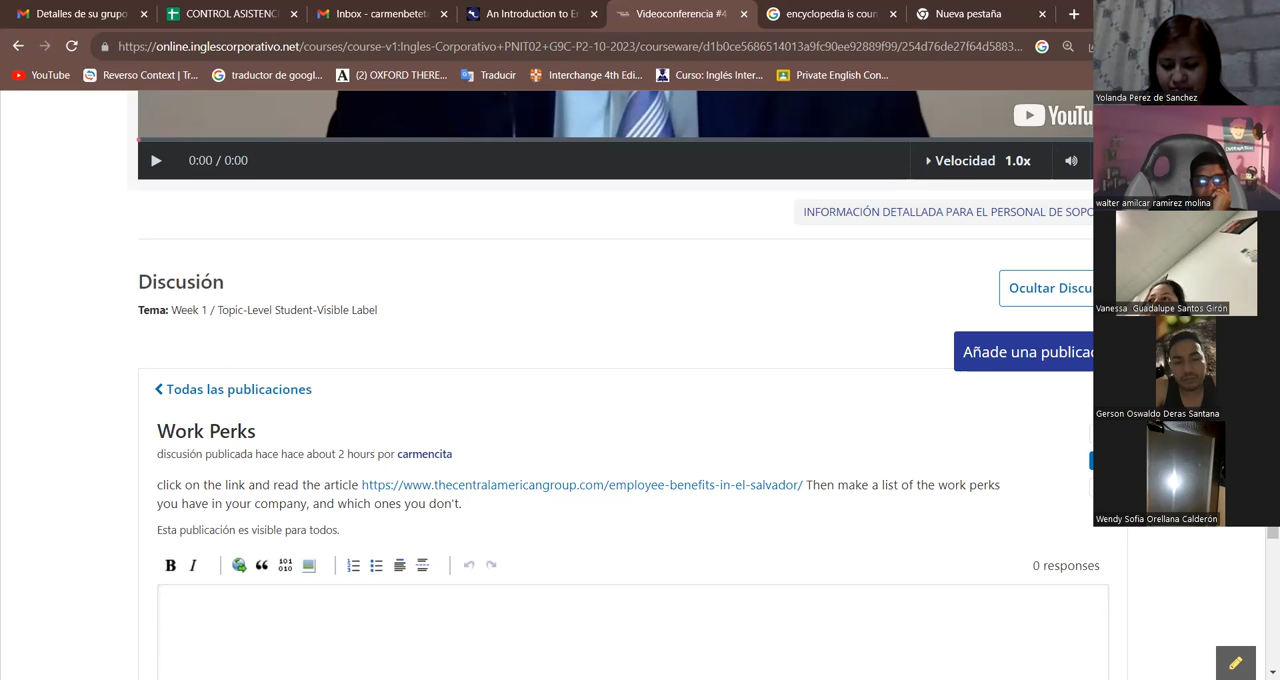 Detalles de su grupo
CONTROL ASISTENC
Inbox - carmenbeteta
An Introduction to E
Videoconferencia #4
encyclopedia is coun
Nueva pestaña
https://online.inglescorporativo.net/courses/course-v1:Ingles-Corporativo+PNIT02+G9C-P2-10-2023/courseware/d1b0ce5686514013a9fc90ee92889f99/254d76de27f64d5883...
YouTube
Reverso Context | Tr...
traductor de googl...
(2) OXFORD THERE...
Traducir
Interchange 4th Edi...
Curso: Inglés Inter...
Private English Con...
YouTu
0:00 / 0:00
Velocidad 1.0x
INFORMACIÓN DETALLADA PARA EL PERSONAL DE SOPO
Discusión
Tema: Week 1 / Topic-Level Student-Visible Label
Ocultar Discu
Añade una publicac
Todas las publicaciones
Work Perks
discusión publicada hace hace about 2 hours por carmencita
click on the link and read the article https://www.thecentralamericangroup.com/employee-benefits-in-el-salvador/ Then make a list of the work perks
you have in your company, and which ones you don't.
Esta publicación es visible para todos.
B I
101
010
0 responses
Yolanda Perez de Sanchez
walter amilcar ramirez molina
Vanessa Guadalupe Santos Girón
Gerson Oswaldo Deras Santana
Wendy Sofia Orellana Calderón